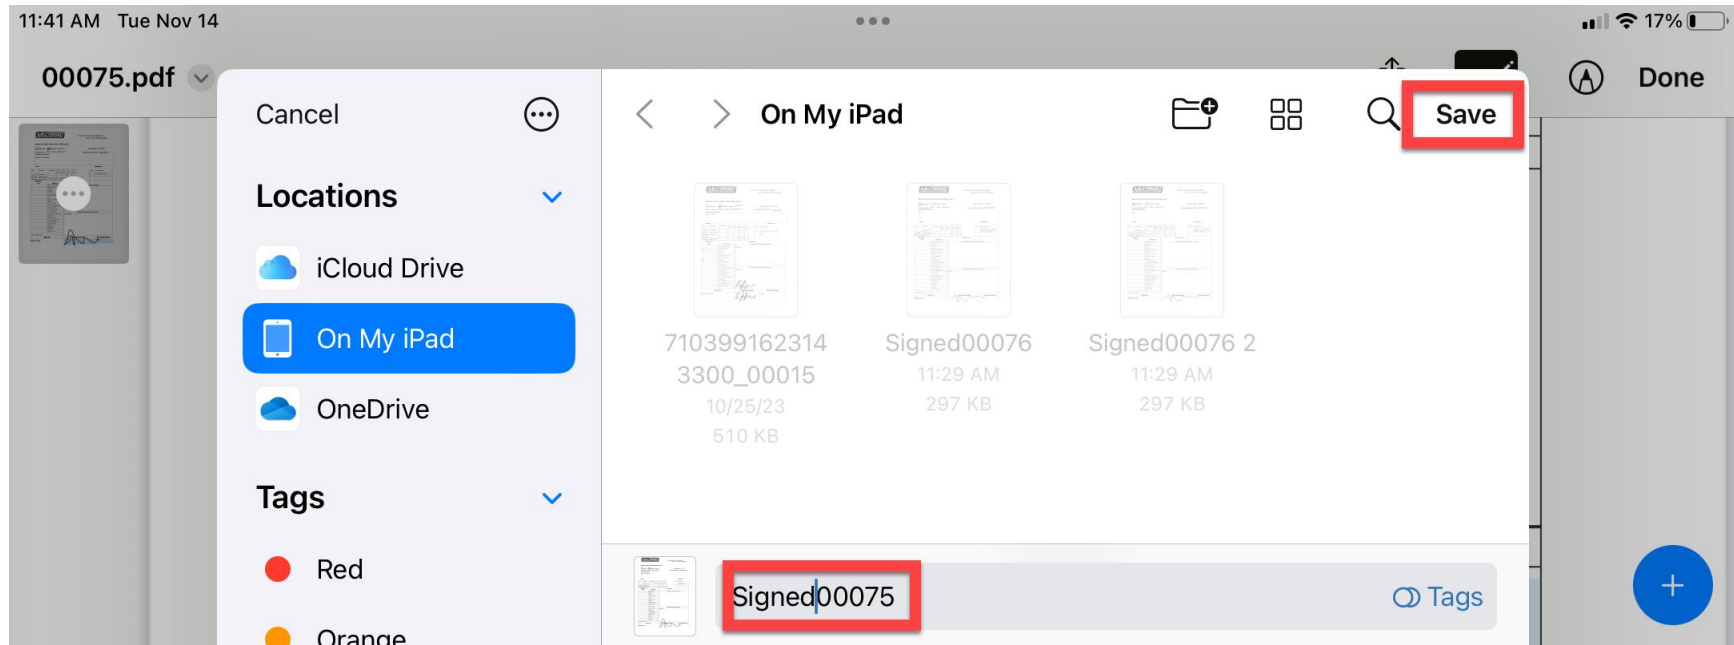 11:41 AM Tue Nov 14
17%
00075.pdf
Done
Cancel
On My iPad
Save
Locations
iCloud Drive
On My iPad
OneDrive
Tags
Red
Orange
710399162314
3300_00015
10/25/23
510 KB
Signed00076
11:29 AM
297 KB
Signed00076 2
11:29 AM
297 KB
Signed00075
Tags